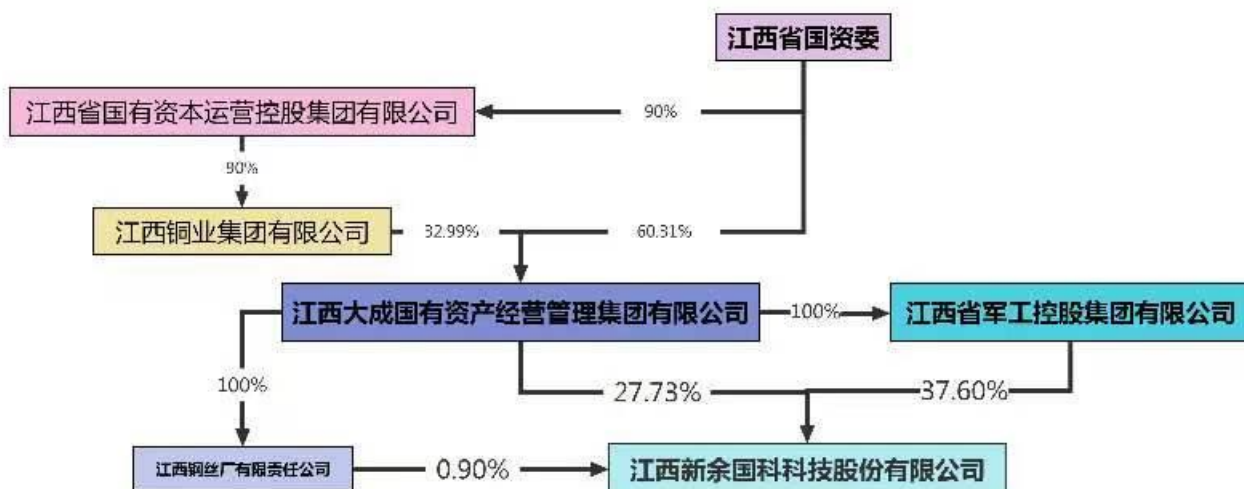 江西省国资委
江西省国有资本运营控股集团有限公司
90%
90%
江西铜业集团有限公司
32.99%
60.31%
江西大成国有资产经营管理集团有限公司
100%
江西省军工控股集团有限公司
100%
27.73%
37.60%
江西钢丝厂有限责任公司
0.90%
江西新余国科科技股份有限公司